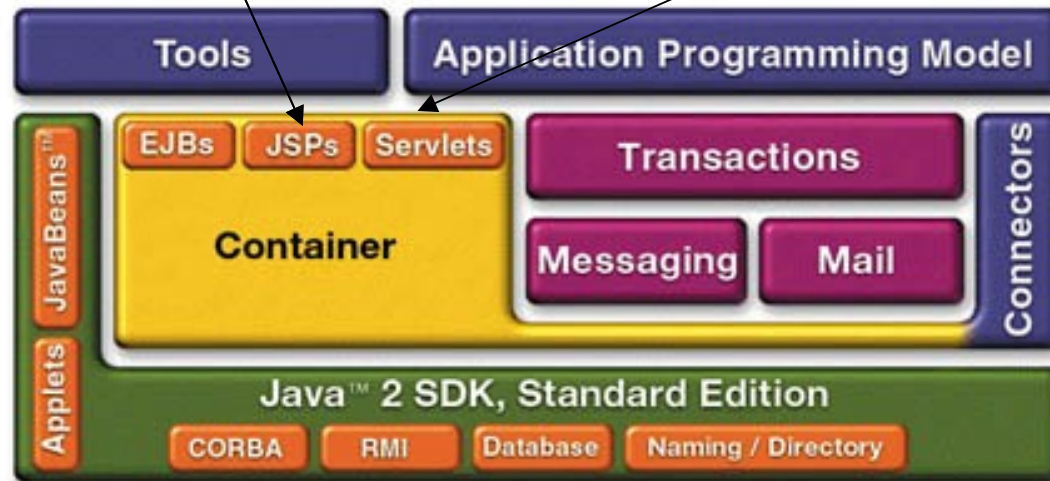 Tools
Application Programming Model
JavaBeans™
EJBs
JSPs
Servlets
Container
Transactions
Messaging
Mail
Connectors
Applets
Java™ 2 SDK, Standard Edition
CORBA
RMI
Database
Naming / Directory